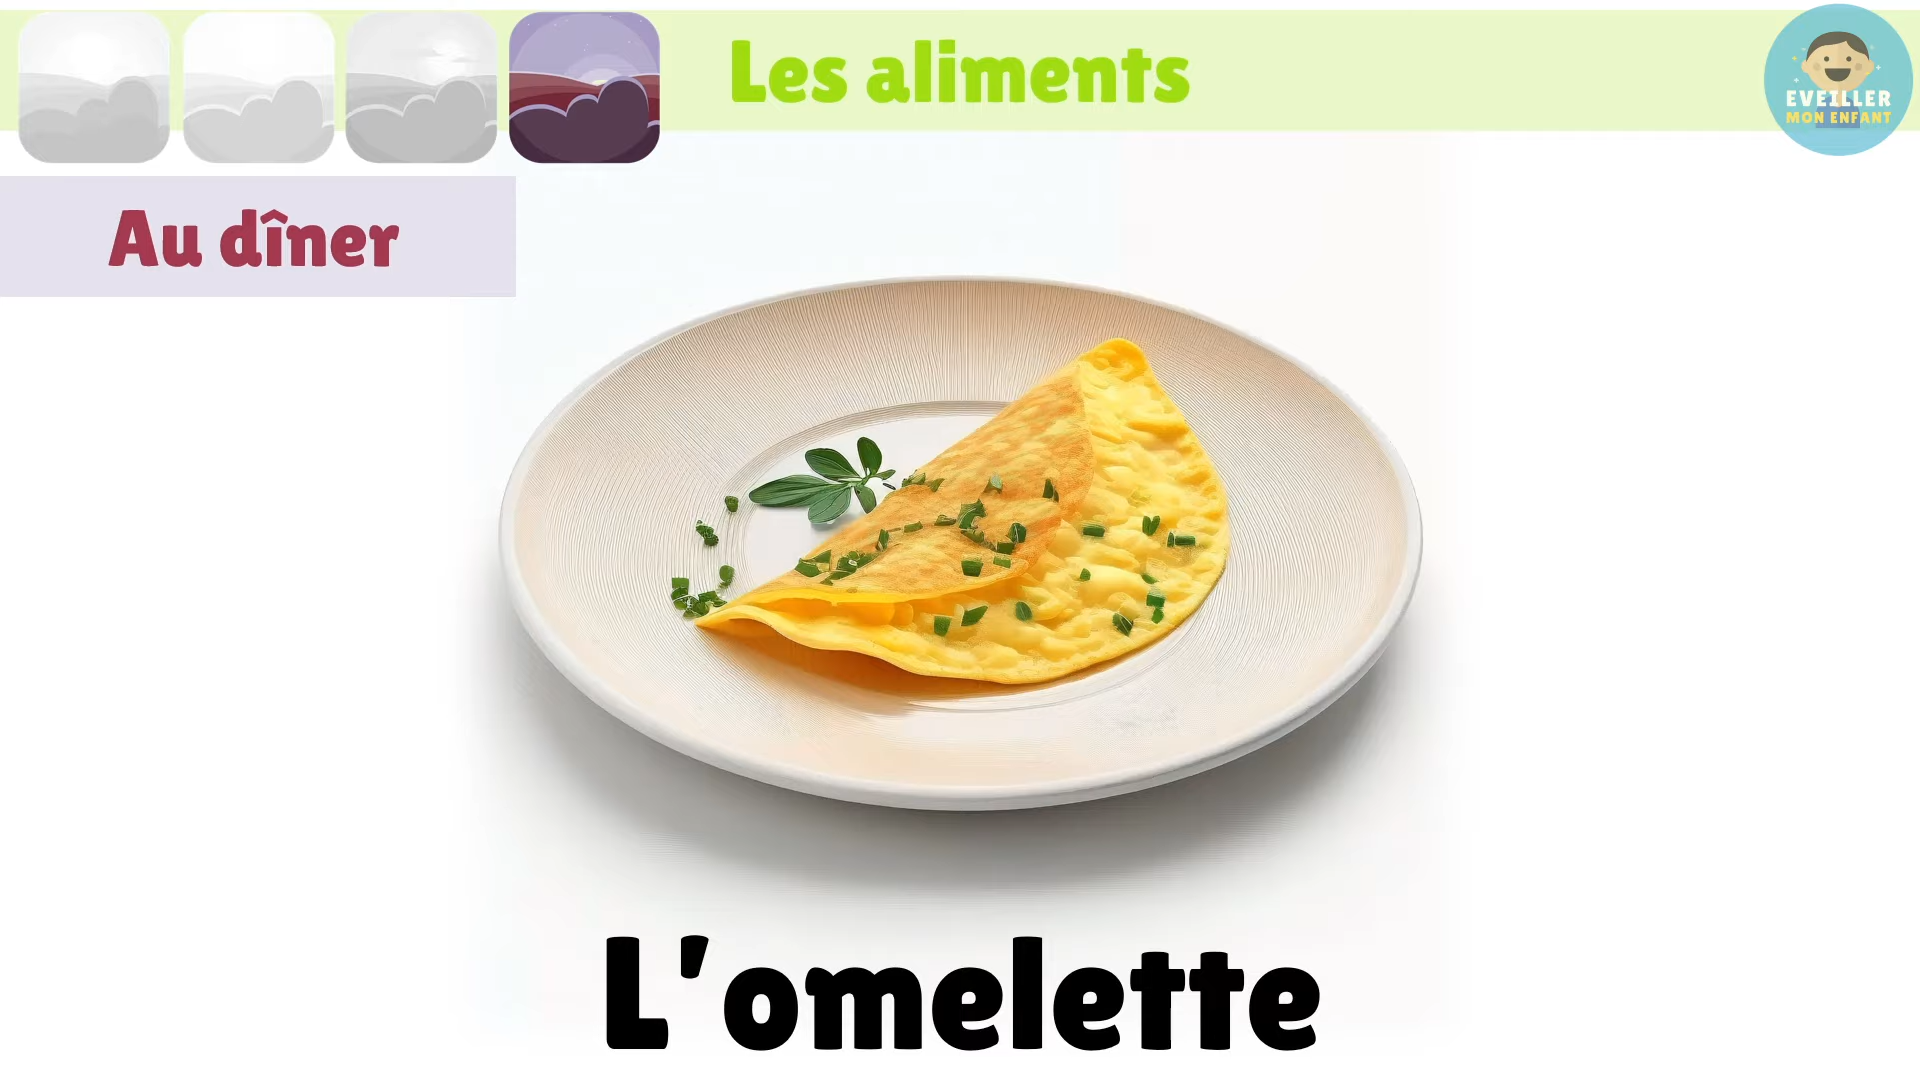 Les aliments
EVEILLER
MON ENFANT
Au dîner
L'omelette